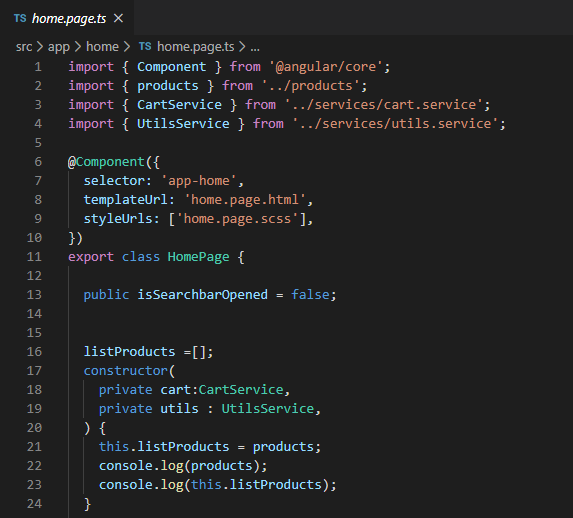 TS home.page.ts ×
src > app > home > TS home.page.ts > ...
1 import { Component } from '@angular/core';
2 import { products } from '../products';
3 import { CartService } from '../services/cart.service';
4 import { UtilsService } from '../services/utils.service';
5
6 @Component({
7 selector: 'app-home',
8 templateUrl: 'home.page.html',
9 styleUrls: ['home.page.scss'],
10 })
11 export class HomePage {
12
13 public isSearchbarOpened = false;
14
15
16 listProducts =[];
17 constructor(
18 private cart:CartService,
19 private utils : UtilsService,
20 ) {
21 this.listProducts = products;
22 console.log(products);
23 console.log(this.listProducts);
24 }